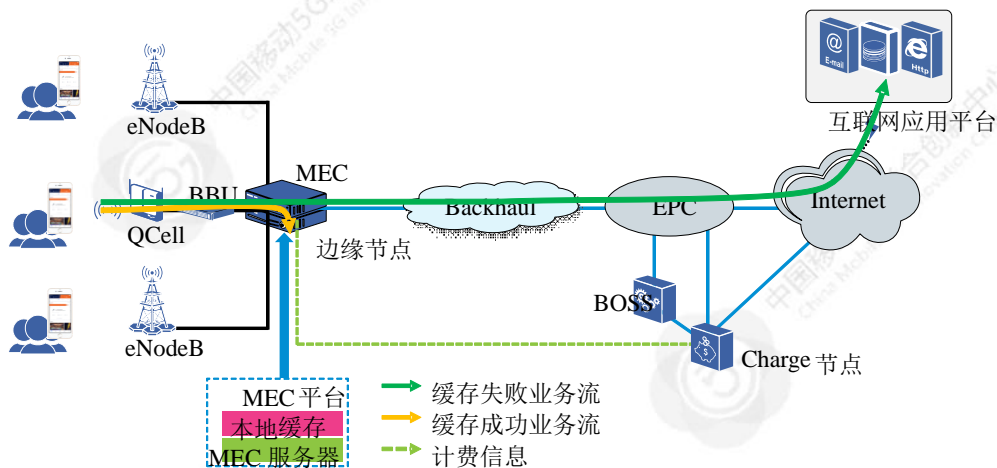 E-mail
Http
互联网应用平台
eNodeB
MEC
BBU
QCell
边缘节点
Backhaul
EPC
Internet
BOSS
eNodeB
Charge 节点
MEC 平台
本地缓存
MEC 服务器
缓存失败业务流
缓存成功业务流
计费信息